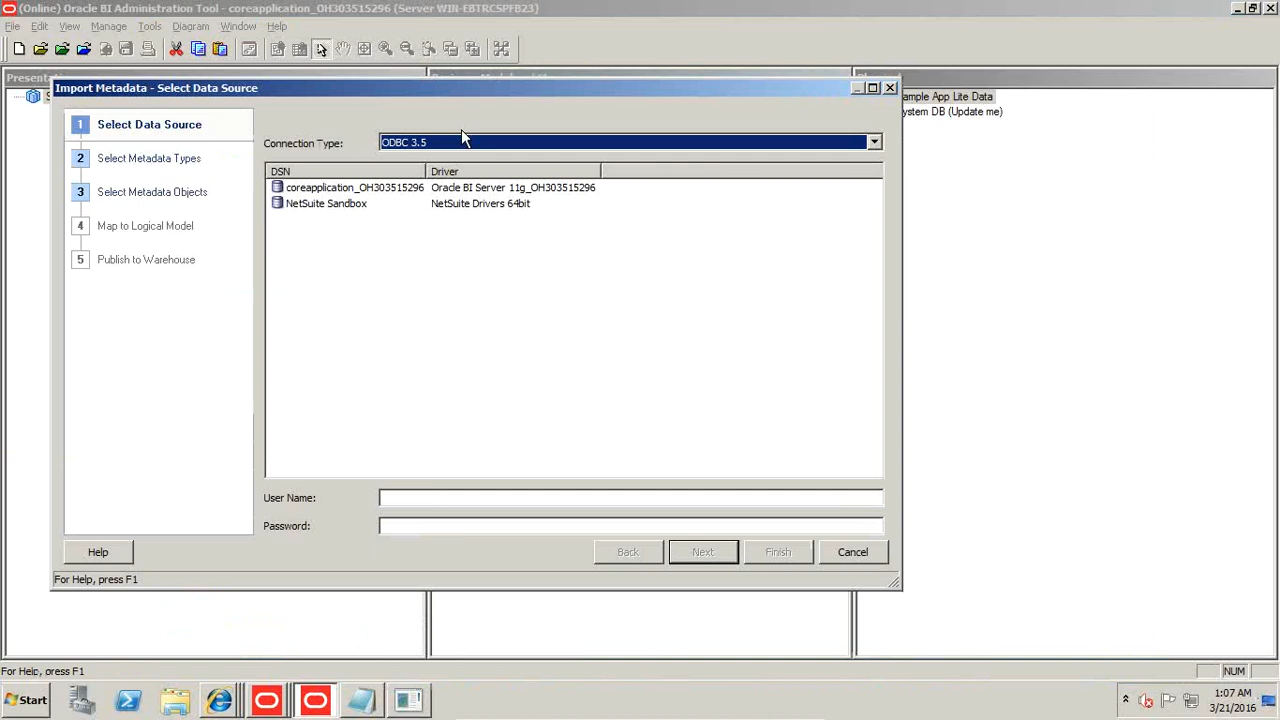 (Online) Oracle BI Administration Tool - coreapplication_OH303515296 (Server WIN-EBTRCSPFB23)
File Edit View Manage Tools Diagram Window Help
Import Metadata - Select Data Source
1 Select Data Source
2 Select Metadata Types
3 Select Metadata Objects
4 Map to Logical Model
5 Publish to Warehouse
Connection Type: ODBC 3.5
DSN Driver
coreapplication_OH303515296 Oracle BI Server 11g_OH303515296
NetSuite Sandbox NetSuite Drivers 64bit
User Name:
Password:
Help Back Next Finish Cancel
For Help, press F1
ample App Lite Data
ystem DB (Update me)
For Help, press F1 NUM
Start
1:07 AM
3/21/2016